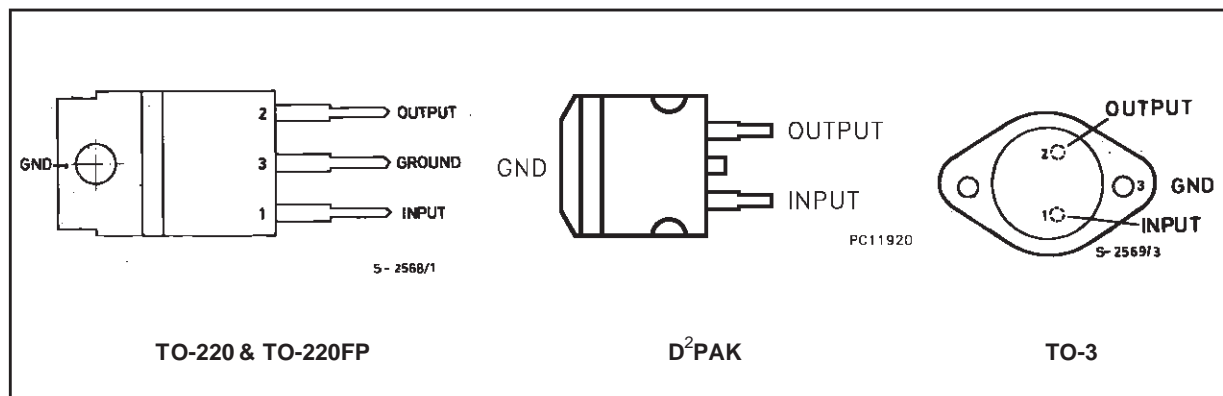 2 OUTPUT
GND
3 GROUND
1 INPUT
S-2568/1
TO-220 & TO-220FP
OUTPUT
GND
INPUT
PC11920
D²PAK
OUTPUT
2
3 GND
1
INPUT
S-2569/3
TO-3